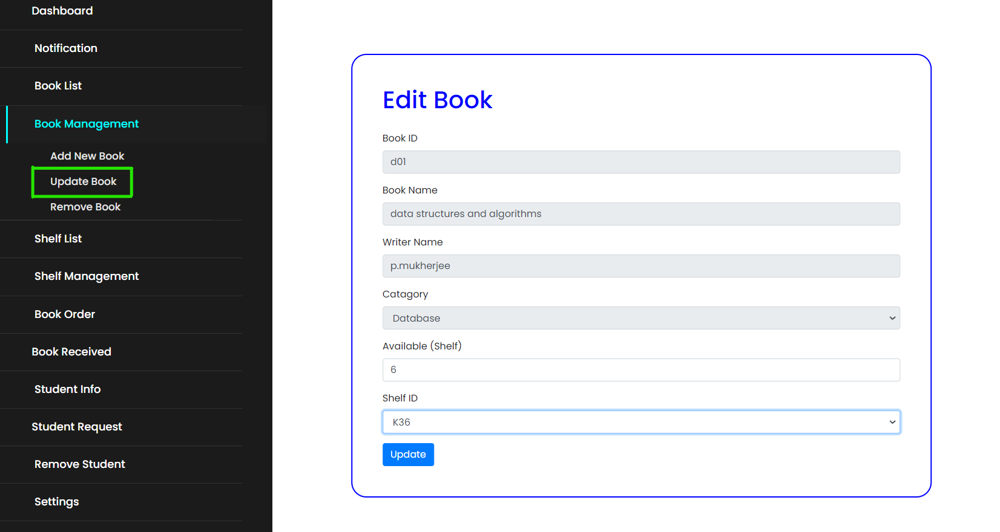 Dashboard
Notification
Book List
Book Management
Add New Book
Update Book
Remove Book
Shelf List
Shelf Management
Book Order
Book Received
Student Info
Student Request
Remove Student
Settings
Edit Book
Book ID
d01
Book Name
data structures and algorithms
Writer Name
p.mukherjee
Catagory
Database
Available (Shelf)
6
Shelf ID
K36
Update